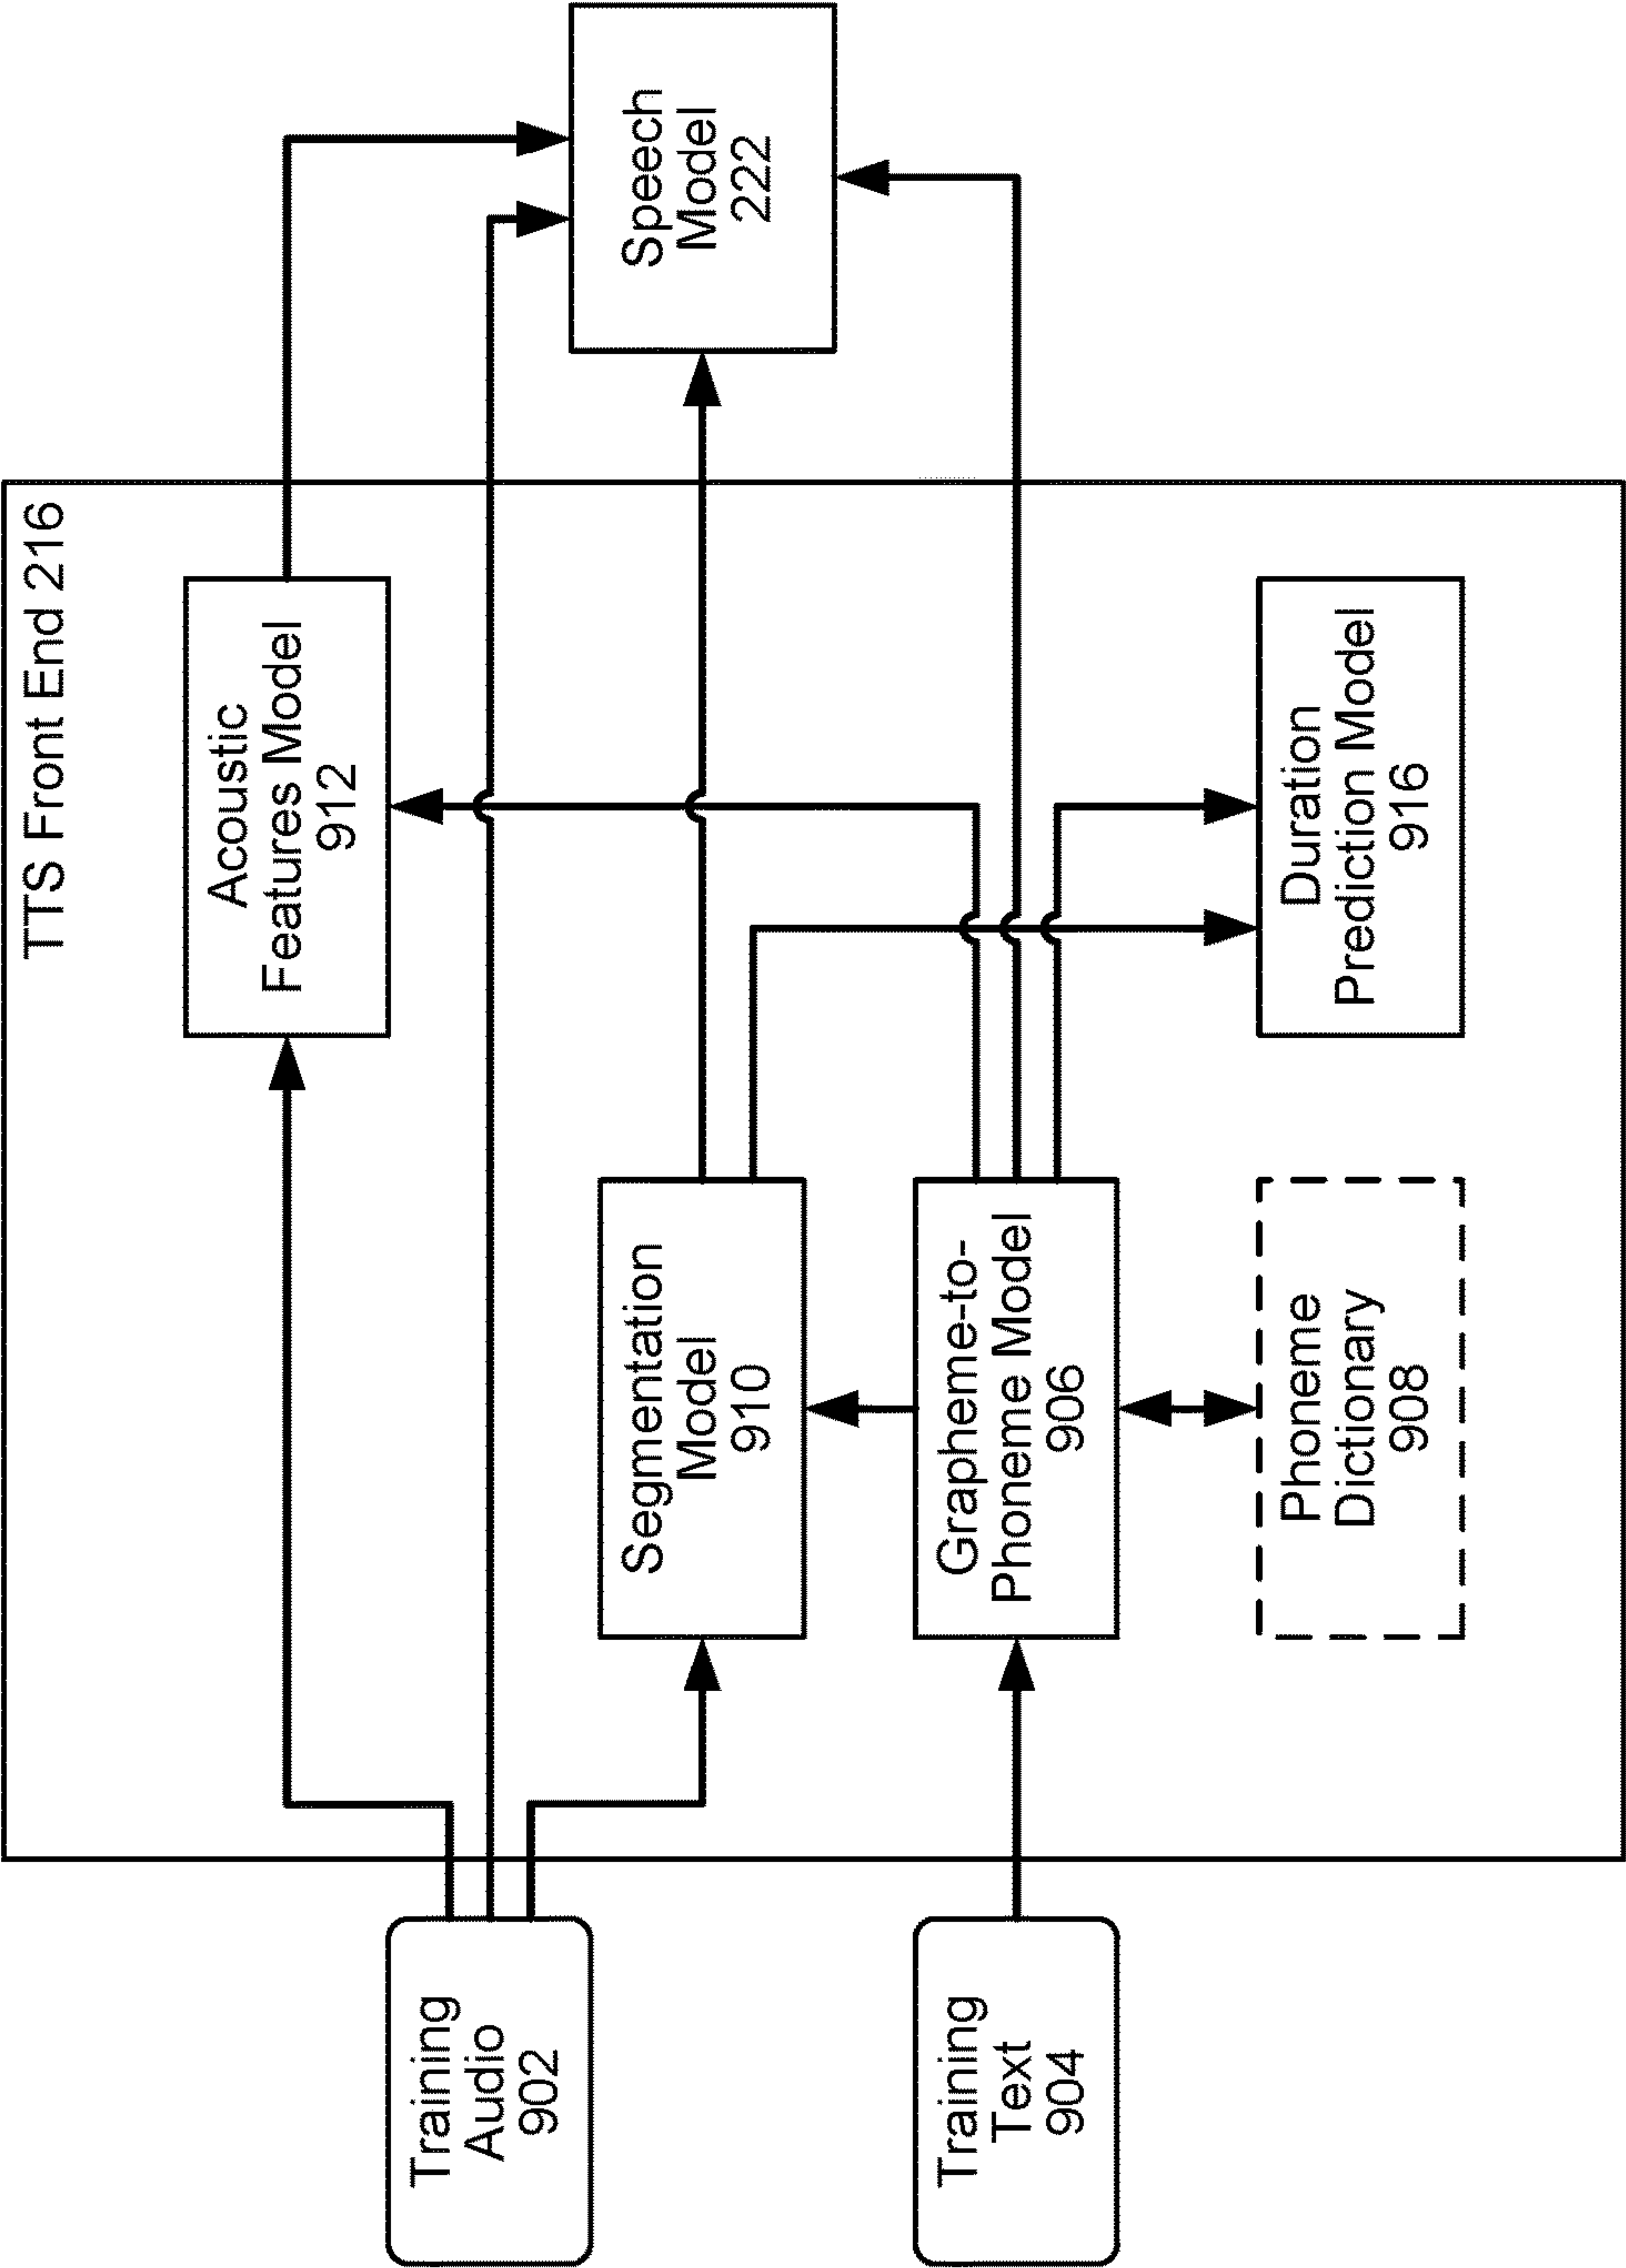 TTS Front End 216
Training
Audio
902
Acoustic
Features Model
912
Speech
Model
222
Segmentation
Model
910
Training
Text
904
Grapheme-to-
Phoneme Model
906
Phoneme
Dictionary
908
Duration
Prediction Model
916